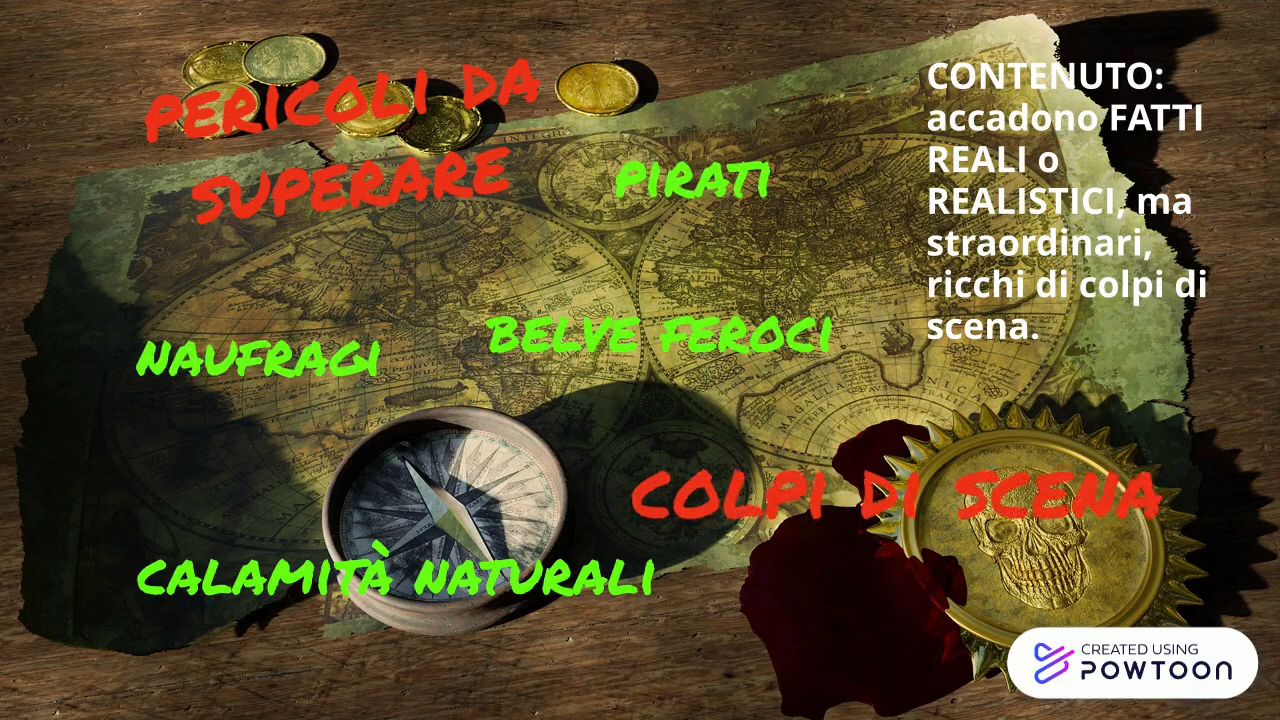 PERICOLI DA
SUPERARE
PIRATI
NAUFRAGI
BELVE FEROCI
CALAMITÀ NATURALI
COLPI DI SCENA
CONTENUTO:
accadono FATTI
REALI o
REALISTICI, ma
straordinari,
ricchi di colpi di
scena.
CREATED USING
POWTOON